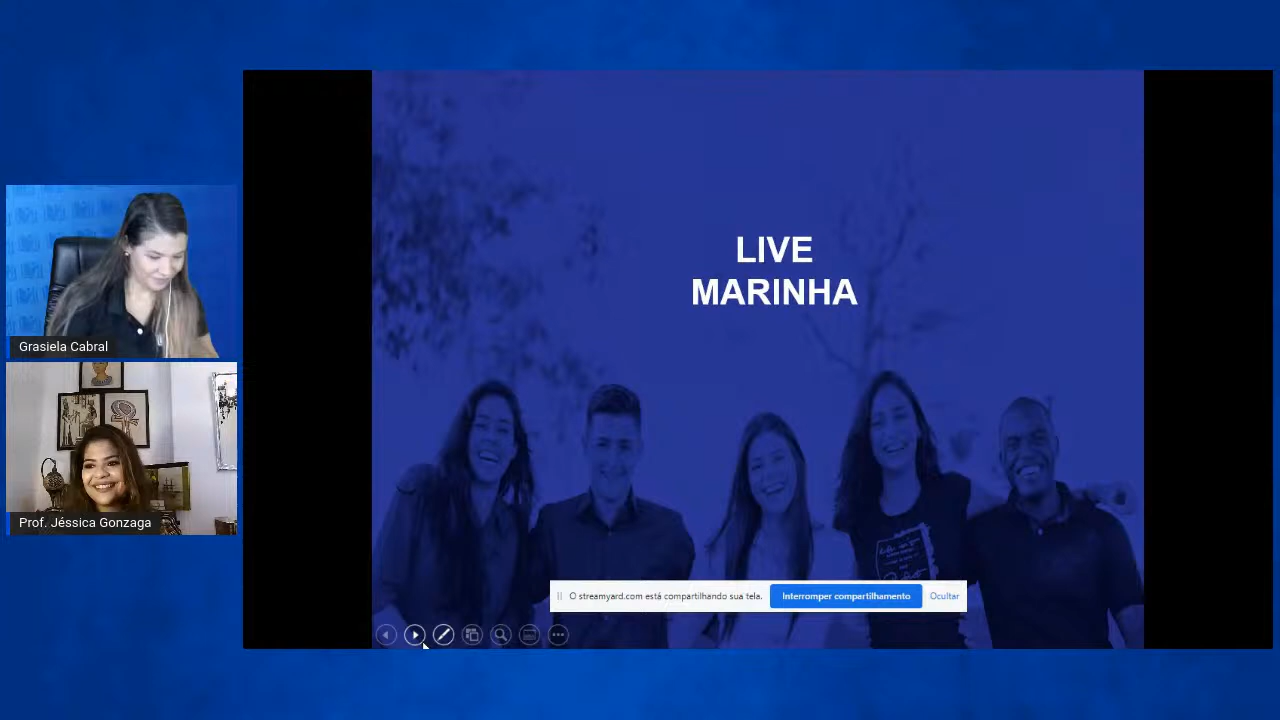 LIVE
MARINHA
Grasiela Cabral
Prof. Jéssica Gonzaga
O streamyard.com está compartilhando sua tela.
Interromper compartilhamento
Ocultar